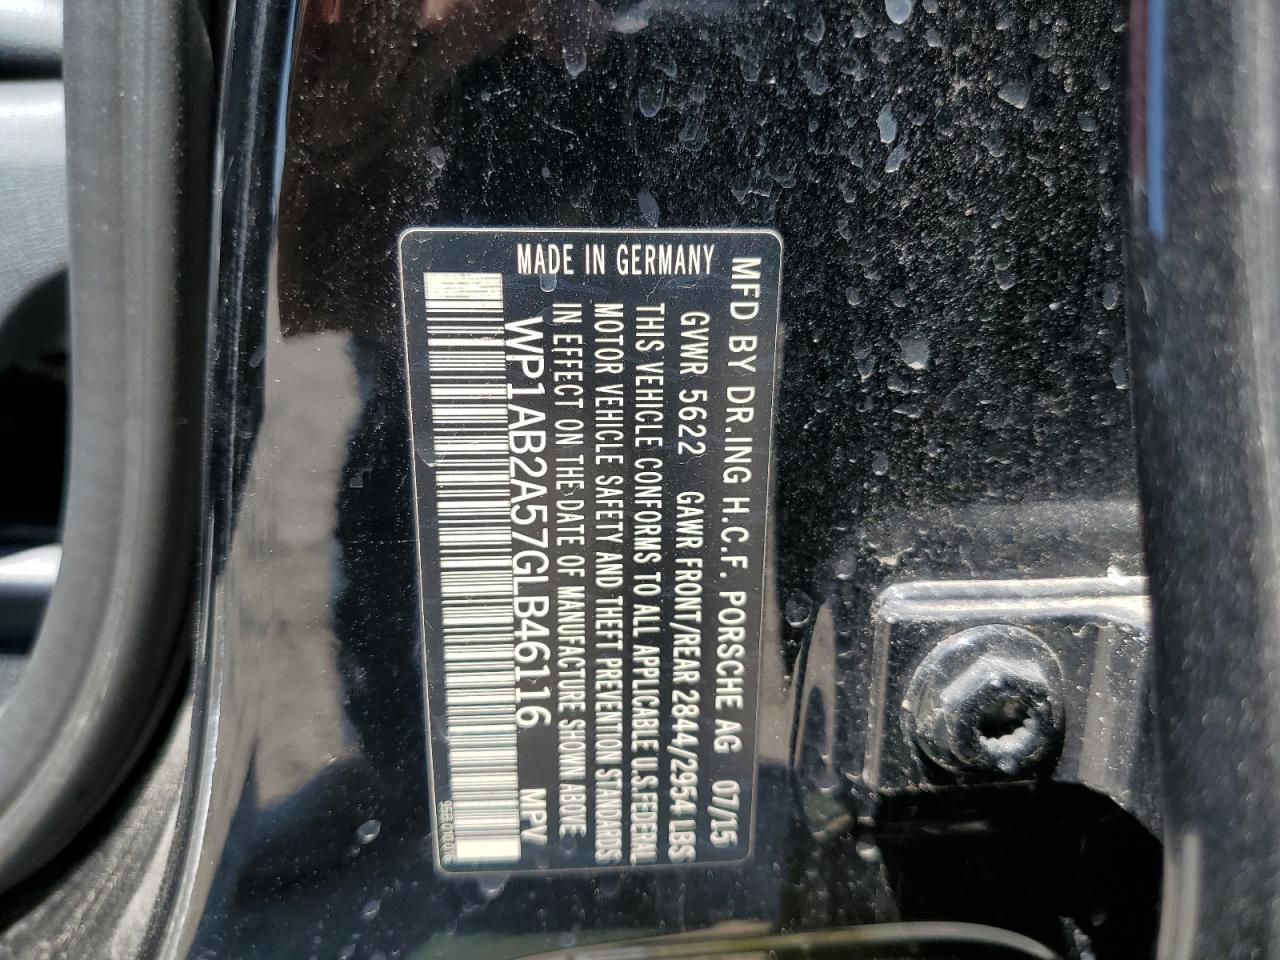 MFD BY DR.ING H.C.F. PORSCHE AG 07/15
GVWR 5622 GAWR FRONT/REAR 2844/2954 LBS
THIS VEHICLE CONFORMS TO ALL APPLICABLE U.S.FEDERAL
MOTOR VEHICLE SAFETY AND THEFT PREVENTION STANDARDS
IN EFFECT ON THE DATE OF MANUFACTURE SHOWN ABOVE
WP1AB2A57GLB46116 MPV
MADE IN GERMANY